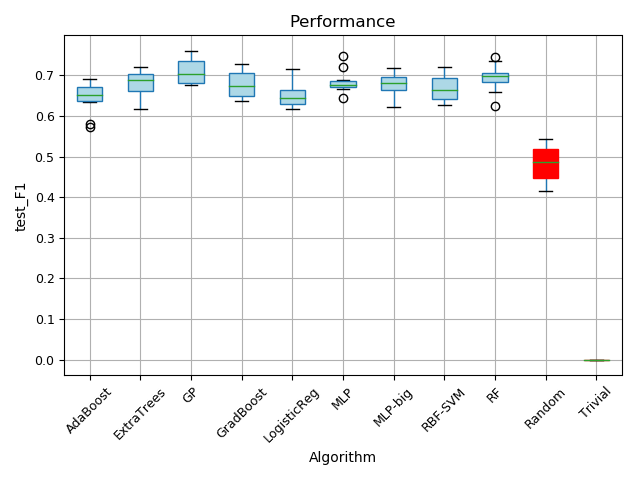 Performance
test_F1
0.7
0.6
0.5
0.4
0.3
0.2
0.1
0.0
AdaBoost
ExtraTrees
GP
GradBoost
LogisticReg
MLP
MLP-big
RBF-SVM
RF
Random
Trivial
Algorithm